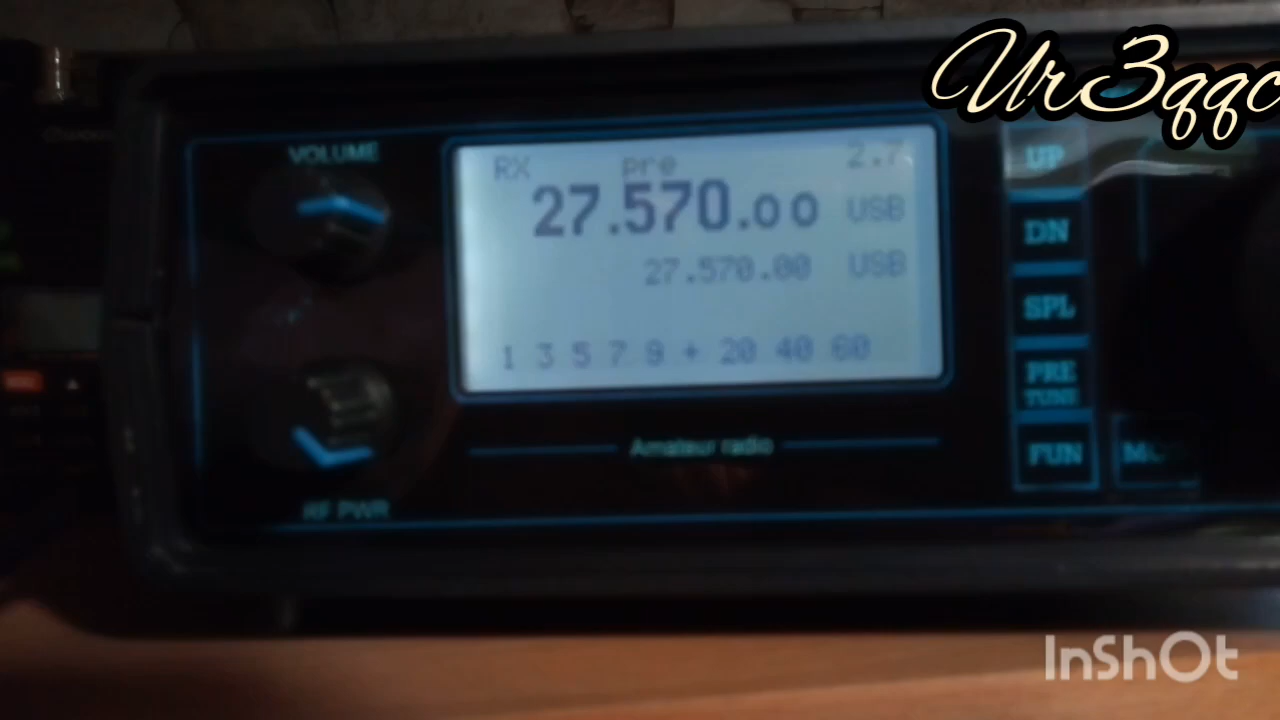 Ur3qqc
VOLUME
RX pre 2.7
27.570.00 USB
27.570.00 USB
1 3 5 7 9 + 20 40 60
Amateur radio
RF PWR
UP
DN
SPL
PRE
TUNE
FUN
InShOt